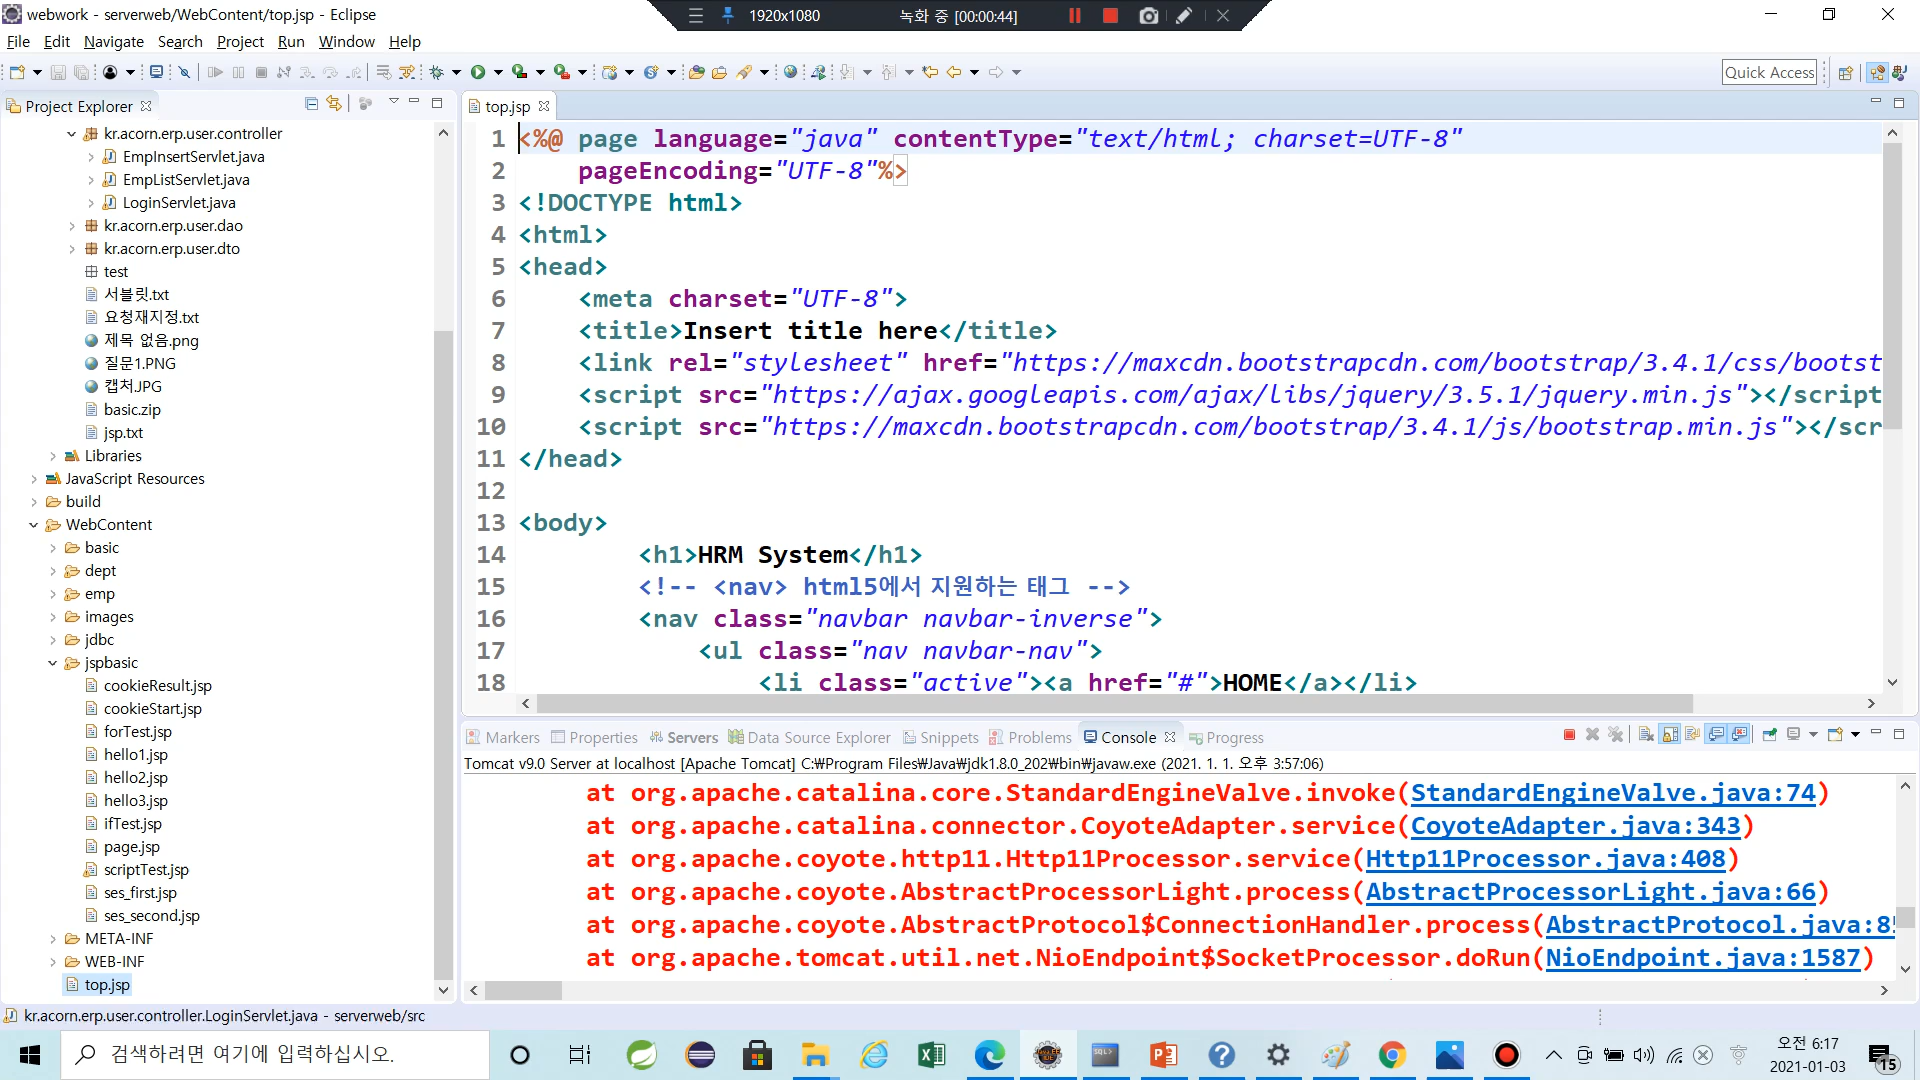 webwork - serverweb/WebContent/top.jsp - Eclipse
1920x1080
녹화 중 [00:00:44]
File Edit Navigate Search Project Run Window Help
Quick Access
Project Explorer
kr.acorn.erp.user.controller
EmpInsertServlet.java
EmpListServlet.java
LoginServlet.java
kr.acorn.erp.user.dao
kr.acorn.erp.user.dto
test
서블릿.txt
요청재지정.txt
제목 없음.png
질문1.PNG
캡처.JPG
basic.zip
jsp.txt
Libraries
JavaScript Resources
build
WebContent
basic
dept
emp
images
jdbc
jspbasic
cookieResult.jsp
cookieStart.jsp
forTest.jsp
hello1.jsp
hello2.jsp
hello3.jsp
ifTest.jsp
page.jsp
scriptTest.jsp
ses_first.jsp
ses_second.jsp
META-INF
WEB-INF
top.jsp
top.jsp
1 <%@ page language="java" contentType="text/html; charset=UTF-8"
2 pageEncoding="UTF-8"%>
3 <!DOCTYPE html>
4 <html>
5 <head>
6 <meta charset="UTF-8">
7 <title>Insert title here</title>
8 <link rel="stylesheet" href="https://maxcdn.bootstrapcdn.com/bootstrap/3.4.1/css/bootst
9 <script src="https://ajax.googleapis.com/ajax/libs/jquery/3.5.1/jquery.min.js"></script
10 <script src="https://maxcdn.bootstrapcdn.com/bootstrap/3.4.1/js/bootstrap.min.js"></scr
11 </head>
12
13 <body>
14 <h1>HRM System</h1>
15 <!-- <nav> html5에서 지원하는 태그 -->
16 <nav class="navbar navbar-inverse">
17 <ul class="nav navbar-nav">
18 <li class="active"><a href="#">HOME</a></li>
Markers Properties Servers Data Source Explorer Snippets Problems Console Progress
Tomcat v9.0 Server at localhost [Apache Tomcat] C:₩Program Files₩Java₩jdk1.8.0_202₩bin₩javaw.exe (2021. 1. 1. 오후 3:57:06)
at org.apache.catalina.core.StandardEngineValve.invoke(StandardEngineValve.java:74)
at org.apache.catalina.connector.CoyoteAdapter.service(CoyoteAdapter.java:343)
at org.apache.coyote.http11.Http11Processor.service(Http11Processor.java:408)
at org.apache.coyote.AbstractProcessorLight.process(AbstractProcessorLight.java:66)
at org.apache.coyote.AbstractProtocol$ConnectionHandler.process(AbstractProtocol.java:8
at org.apache.tomcat.util.net.NioEndpoint$SocketProcessor.doRun(NioEndpoint.java:1587)
kr.acorn.erp.user.controller.LoginServlet.java - serverweb/src
검색하려면 여기에 입력하십시오.
오전 6:17
2021-01-03
15